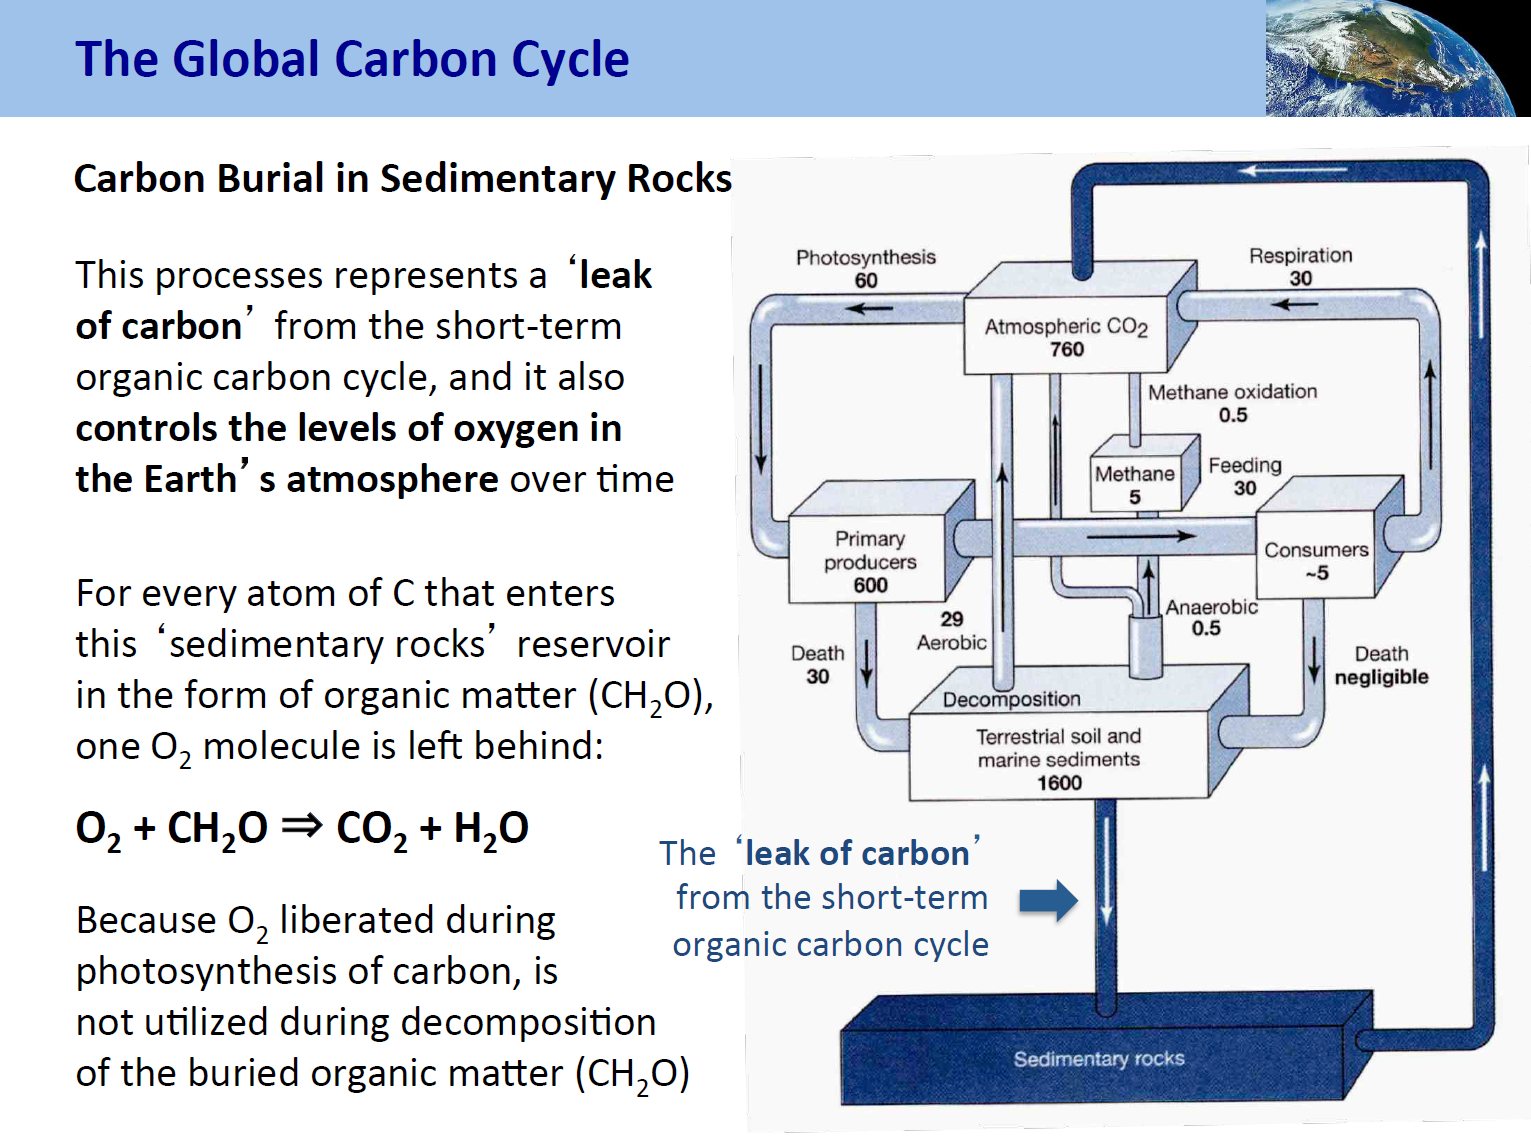 The Global Carbon Cycle
Carbon Burial in Sedimentary Rocks
This processes represents a ‘leak
of carbon’ from the short-term
organic carbon cycle, and it also
controls the levels of oxygen in
the Earth’s atmosphere over time
For every atom of C that enters
this ‘sedimentary rocks’ reservoir
in the form of organic matter (CH₂O),
one O₂ molecule is left behind:
O₂ + CH₂O ⇒ CO₂ + H₂O
Because O₂ liberated during
photosynthesis of carbon, is
not utilized during decomposition
of the buried organic matter (CH₂O)
Photosynthesis
60
Respiration
30
Atmospheric CO₂
760
Methane oxidation
0.5
Methane
5
Feeding
30
Primary
producers
600
Consumers
~5
29
Aerobic
Anaerobic
0.5
Death
30
Death
negligible
Decomposition
Terrestrial soil and
marine sediments
1600
The ‘leak of carbon’
from the short-term
organic carbon cycle
Sedimentary rocks